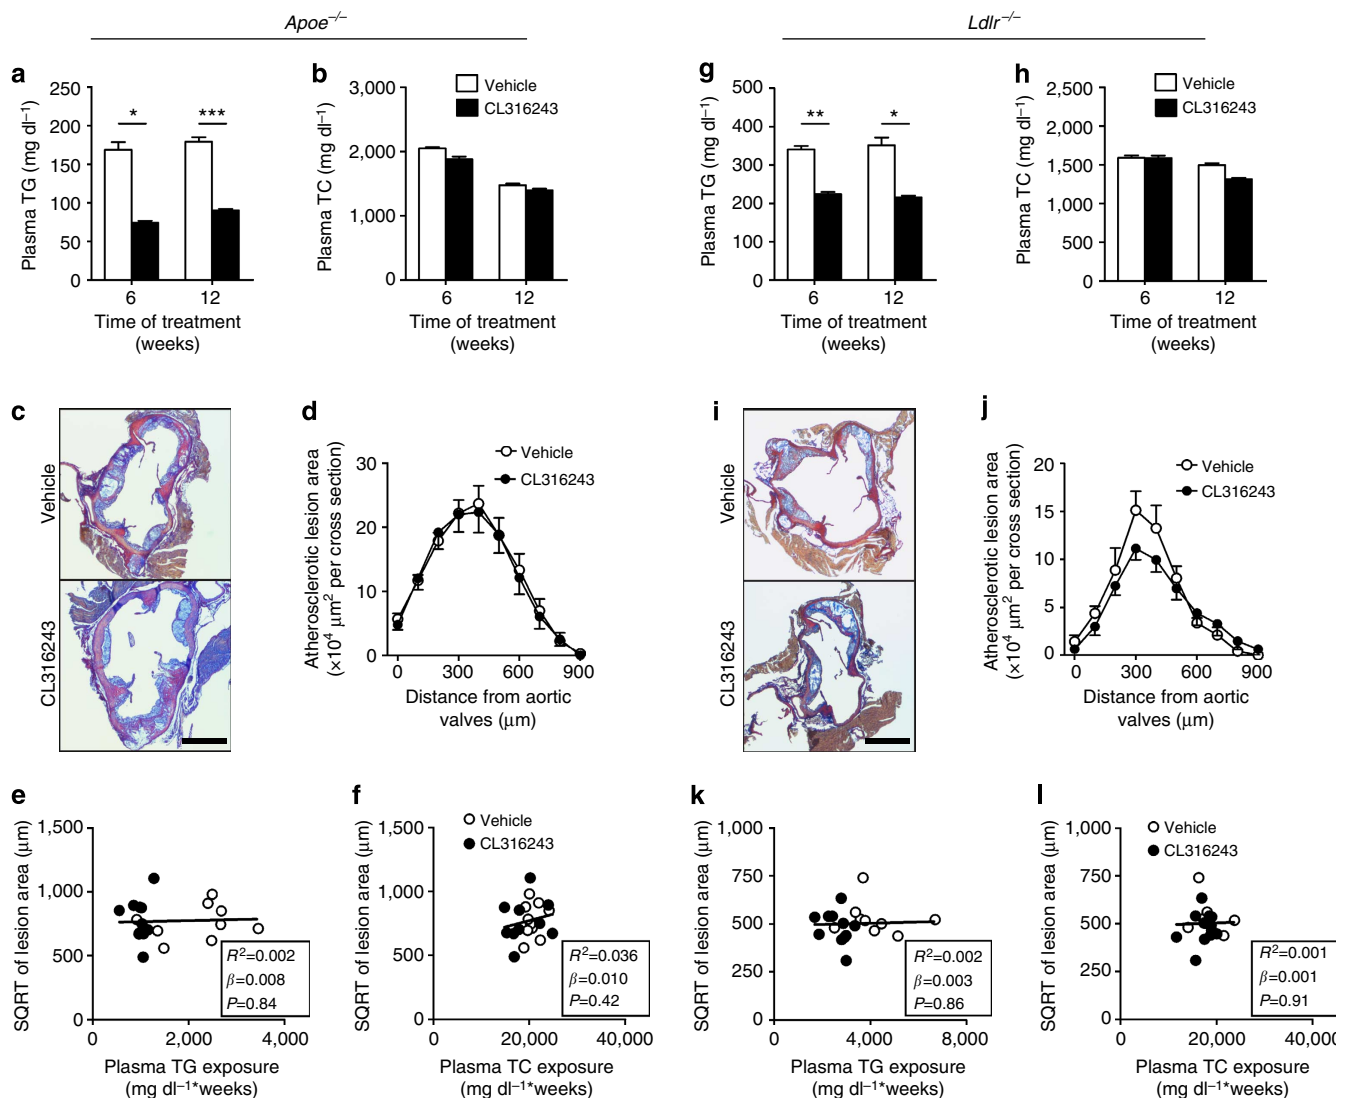 Apoe−/−
Ldlr−/−
a
Plasma TG (mg dl−1)
250
200
150
100
50
0
*
***
6
12
Time of treatment
(weeks)
b
Plasma TC (mg dl−1)
3,000
2,000
1,000
0
Vehicle
CL316243
6
12
Time of treatment
(weeks)
g
Plasma TG (mg dl−1)
500
400
300
200
100
0
**
*
6
12
Time of treatment
(weeks)
h
Plasma TC (mg dl−1)
2,500
2,000
1,500
1,000
500
0
Vehicle
CL316243
6
12
Time of treatment
(weeks)
c
Vehicle
CL316243
d
Atherosclerotic lesion area
(×10⁴ μm² per cross section)
30
20
10
0
Vehicle
CL316243
0
300
600
900
Distance from aortic
valves (μm)
i
Vehicle
CL316243
j
Atherosclerotic lesion area
(×10⁴ μm² per cross section)
20
15
10
5
0
Vehicle
CL316243
0
300
600
900
Distance from aortic
valves (μm)
e
SQRT of lesion area (μm)
1,500
1,000
500
0
R²=0.002
β=0.008
P=0.84
0
2,000
4,000
Plasma TG exposure
(mg dl−1*weeks)
f
SQRT of lesion area (μm)
1,500
1,000
500
0
Vehicle
CL316243
R²=0.036
β=0.010
P=0.42
0
20,000
40,000
Plasma TC exposure
(mg dl−1*weeks)
k
SQRT of lesion area (μm)
1,000
750
500
250
0
R²=0.002
β=0.003
P=0.86
0
4,000
8,000
Plasma TG exposure
(mg dl−1*weeks)
l
SQRT of lesion area (μm)
1,000
750
500
250
0
Vehicle
CL316243
R²=0.001
β=0.001
P=0.91
0
20,000
40,000
Plasma TC exposure
(mg dl−1*weeks)